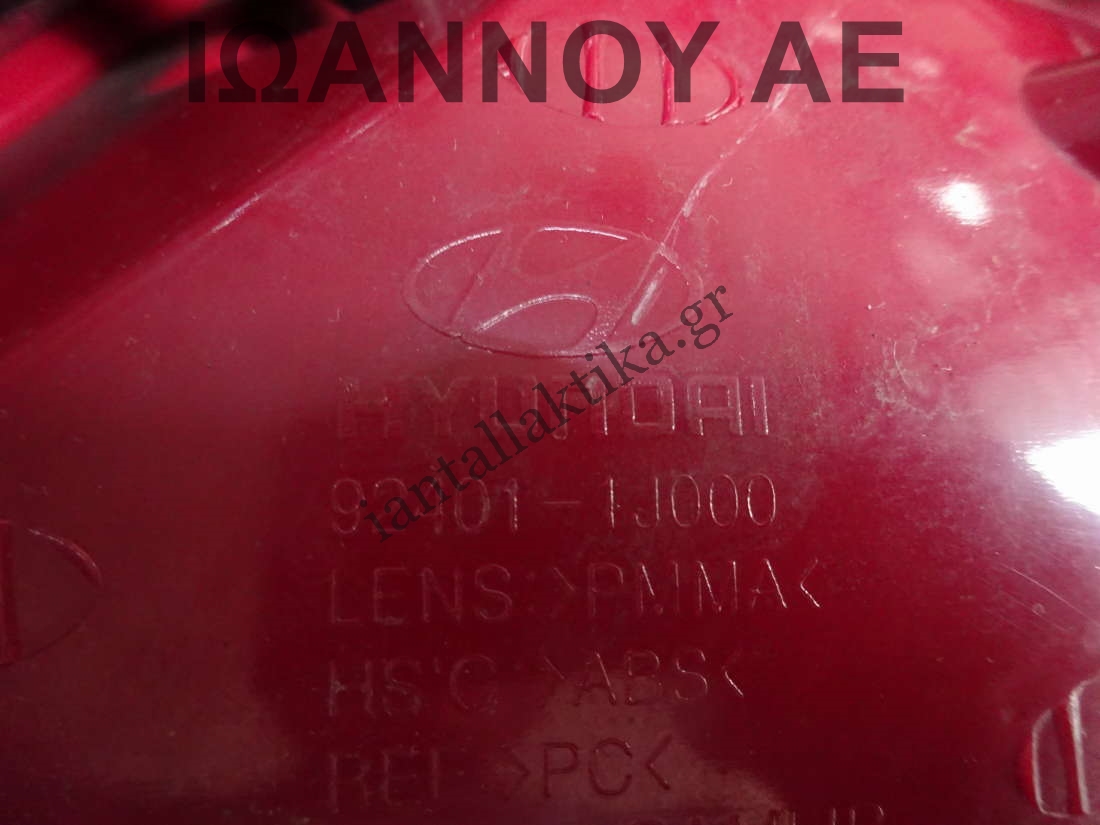 ΙΩΑΝΝΟΥ ΑΕ
HYUNDAI
iantallaktika.gr
92401-1J000
LENS:>PMMA<
HS'G:>ABS<
REF >PC<